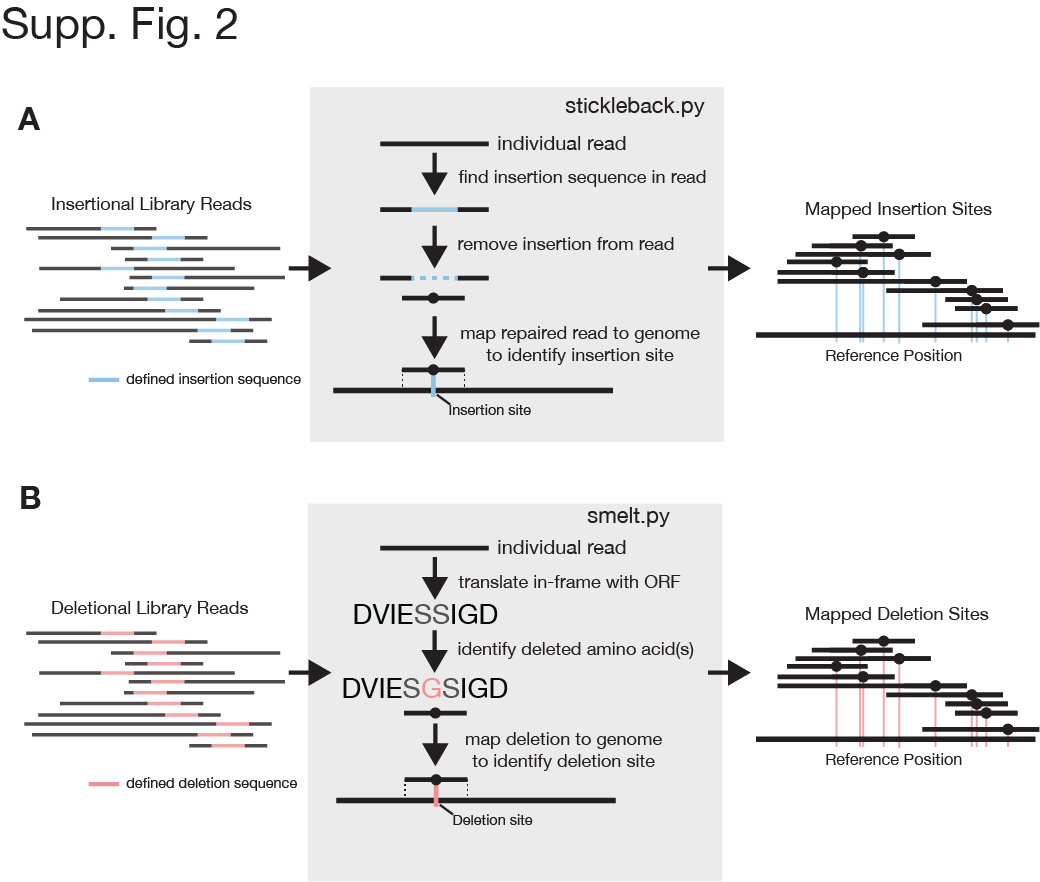 Supp. Fig. 2
A
stickleback.py
individual read
find insertion sequence in read
Insertional Library Reads
Mapped Insertion Sites
remove insertion from read
map repaired read to genome
to identify insertion site
Reference Position
defined insertion sequence
Insertion site
B
smelt.py
individual read
translate in-frame with ORF
Deletional Library Reads
DVIESSIGD
Mapped Deletion Sites
identify deleted amino acid(s)
DVIESGSIGD
map deletion to genome
to identify deletion site
Reference Position
defined deletion sequence
Deletion site